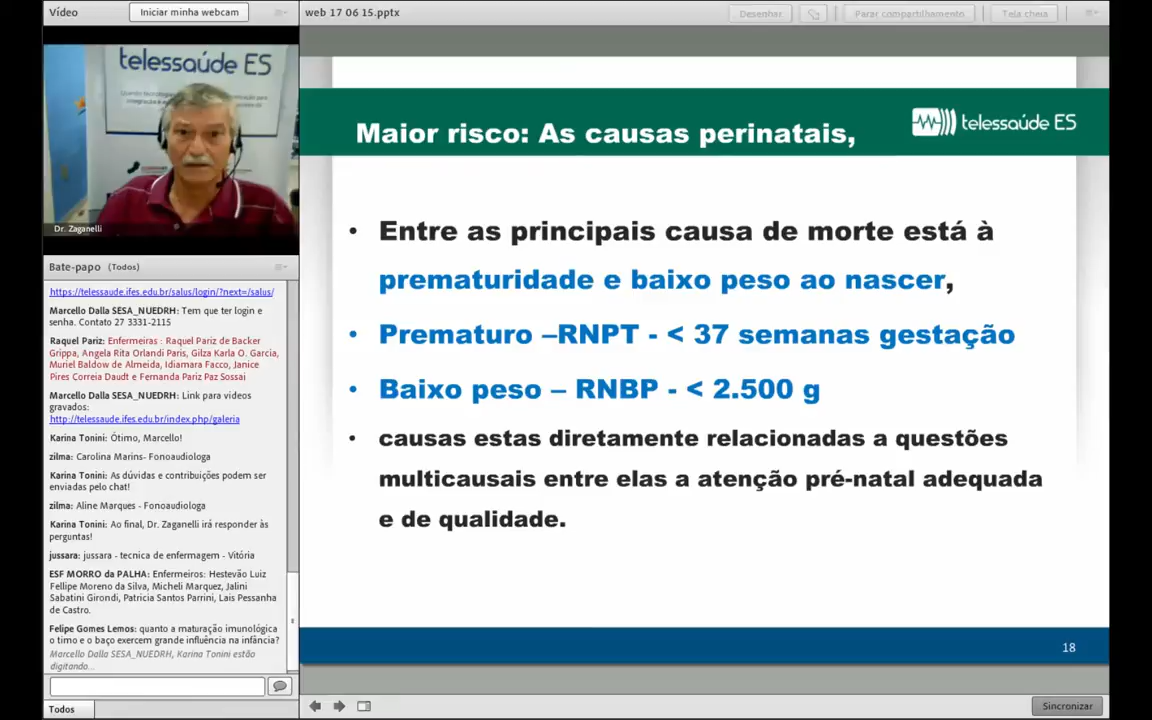 Vídeo
Iniciar minha webcam
web 17 06 15.pptx
Desenhar
Parar compartilhamento
Tela cheia
telessaúde ES
Dr. Zaganelli
Bate-papo (Todos)
https://telessaude.ifes.edu.br/salus/login/?next=/salus/
Marcello Dalla SESA_NUEDRH: Tem que ter login e
senha. Contato 27 3331-2115
Raquel Pariz: Enfermeiras : Raquel Pariz de Backer
Grippa, Angela Rita Orlandi Paris, Gilza Karla O. Garcia,
Muriel Baldow de Almeida, Idiamara Facco, Janice
Pires Correia Daudt e Fernanda Pariz Paz Sossai
Marcello Dalla SESA_NUEDRH: Link para videos
gravados:
http://telessaude.ifes.edu.br/index.php/galeria
Karina Tonini: Ótimo, Marcello!
zilma: Carolina Marins- Fonoaudiologa
Karina Tonini: As dúvidas e contribuições podem ser
enviadas pelo chat!
zilma: Aline Marques - Fonoaudiologa
Karina Tonini: Ao final, Dr. Zaganelli irá responder às
perguntas!
jussara: jussara - tecnica de enfermagem - Vitória
ESF MORRO da PALHA: Enfermeiros: Hestevão Luiz
Fellipe Moreno da Silva, Micheli Marquez, Jalini
Sabatini Girondi, Patricia Santos Parrini, Lais Pessanha
de Castro.
Felipe Gomes Lemos: quanto a maturação imunológica
o timo e o baço exercem grande influência na infância?
Marcello Dalla SESA_NUEDRH, Karina Tonini estão
digitando...
Todos
Maior risco: As causas perinatais,
telessaúde ES
• Entre as principais causa de morte está à
prematuridade e baixo peso ao nascer,
• Prematuro –RNPT - < 37 semanas gestação
• Baixo peso – RNBP - < 2.500 g
• causas estas diretamente relacionadas a questões
multicausais entre elas a atenção pré-natal adequada
e de qualidade.
18
Sincronizar